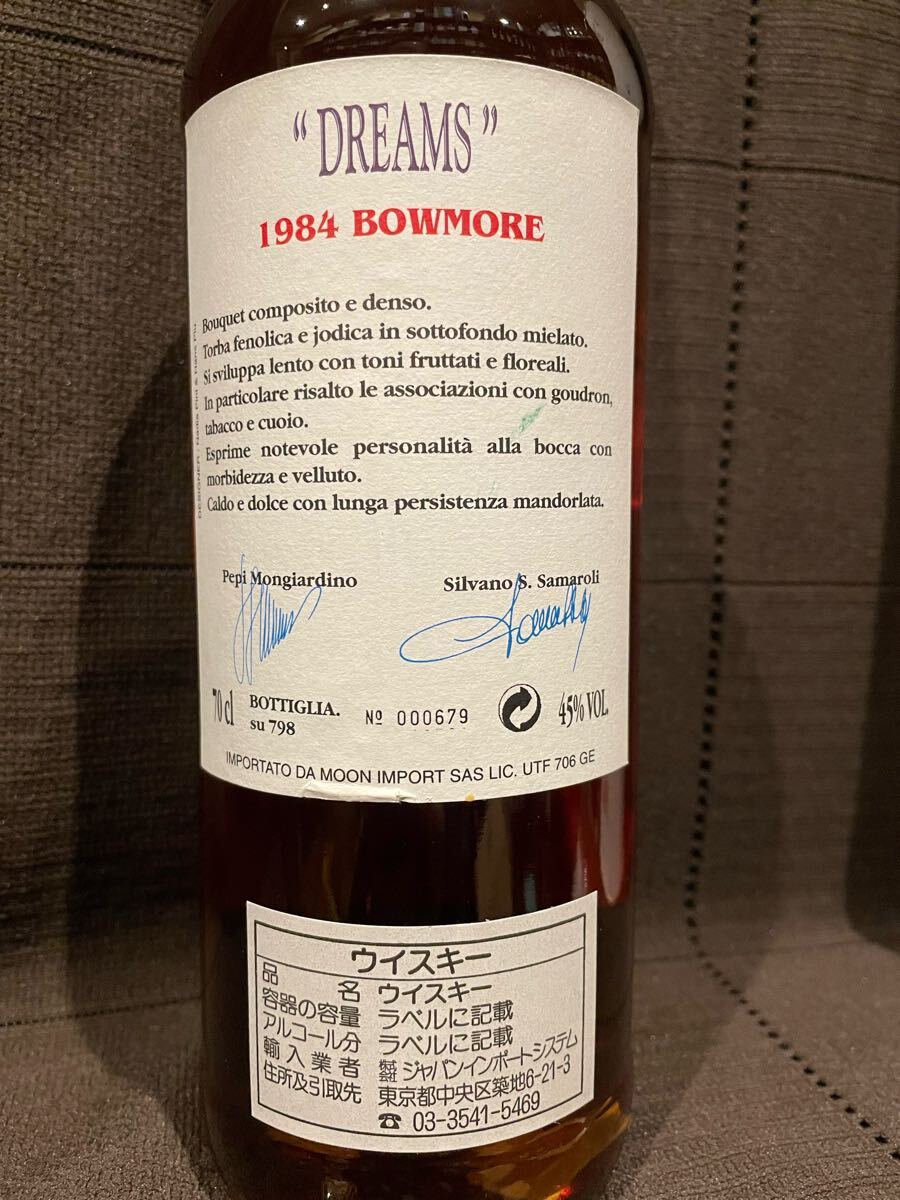 “DREAMS”
1984 BOWMORE
Bouquet composito e denso.
Torba fenolica e jodica in sottofondo mielato.
Si sviluppa lento con toni fruttati e floreali.
In particolare risalto le associazioni con goudron,
tabacco e cuoio.
Esprime notevole personalità alla bocca con
morbidezza e velluto.
Caldo e dolce con lunga persistenza mandorlata.
Pepi Mongiardino
Silvano S. Samaroli
70 cl
BOTTIGLIA.
su 798
Nº 000679
45% VOL.
IMPORTATO DA MOON IMPORT SAS LIC. UTF 706 GE
ウイスキー
品 名 ウイスキー
容器の容量 ラベルに記載
アルコール分 ラベルに記載
輸入業者 株式会社 ジャパンインポートシステム
住所及引取先 東京都中央区築地6-21-3
☎ 03-3541-5469